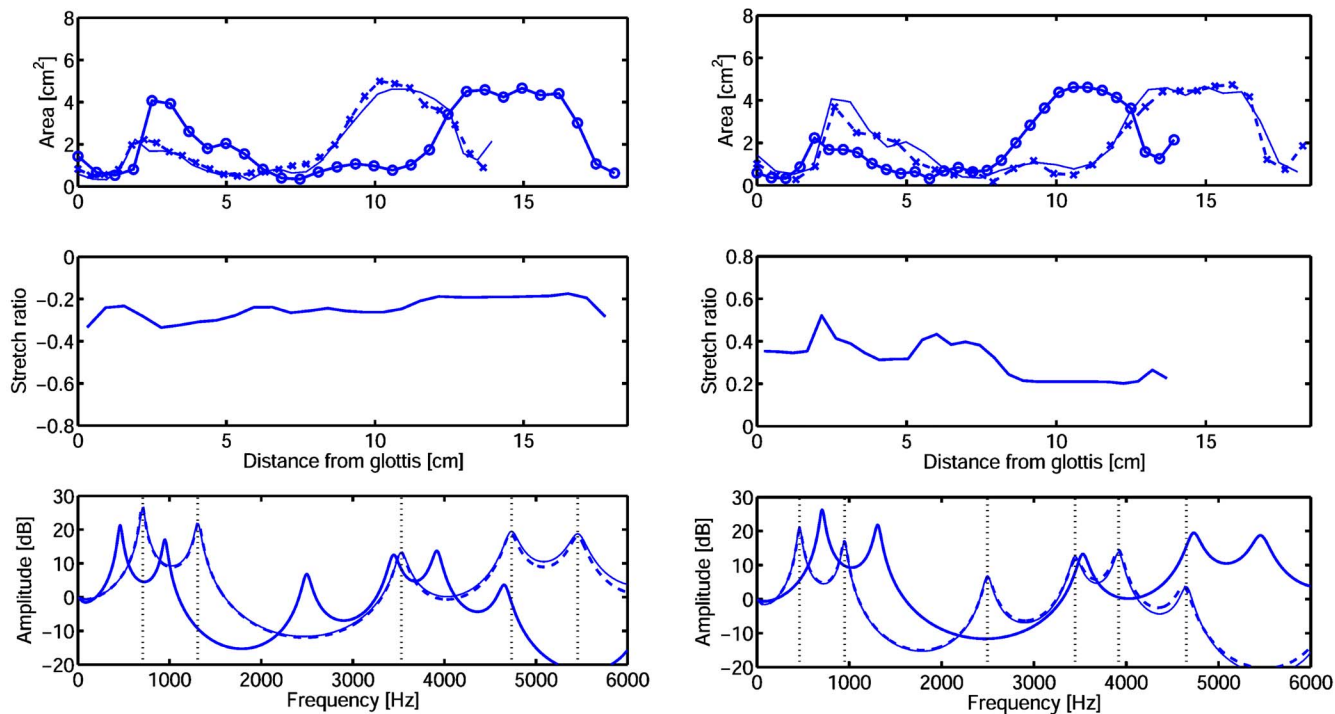 8
6
4
2
0
Area [cm²]
0 5 10 15
0
−0.2
−0.4
−0.6
−0.8
Stretch ratio
0 5 10 15
Distance from glottis [cm]
30
20
10
0
−10
−20
Amplitude [dB]
0 1000 2000 3000 4000 5000 6000
Frequency [Hz]
8
6
4
2
0
Area [cm²]
0 5 10 15
0.8
0.6
0.4
0.2
0
Stretch ratio
0 5 10 15
Distance from glottis [cm]
30
20
10
0
−10
−20
Amplitude [dB]
0 1000 2000 3000 4000 5000 6000
Frequency [Hz]